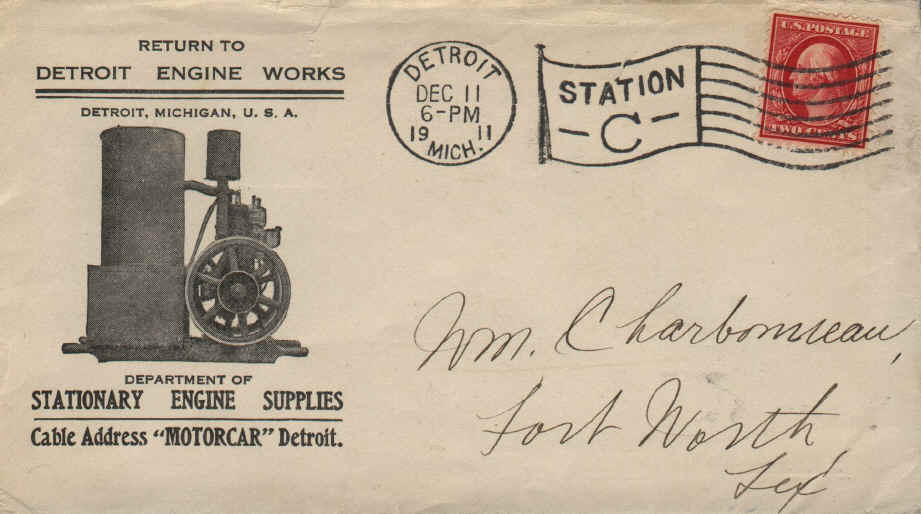 RETURN TO
DETROIT ENGINE WORKS
DETROIT, MICHIGAN, U. S. A.
DEPARTMENT OF
STATIONARY ENGINE SUPPLIES
Cable Address "MOTORCAR" Detroit.
DETROIT
DEC 11
6-PM
19 11
MICH.
STATION
- C -
U.S. POSTAGE
TWO CENTS
Wm. Charbonneau,
Fort Worth
Tex